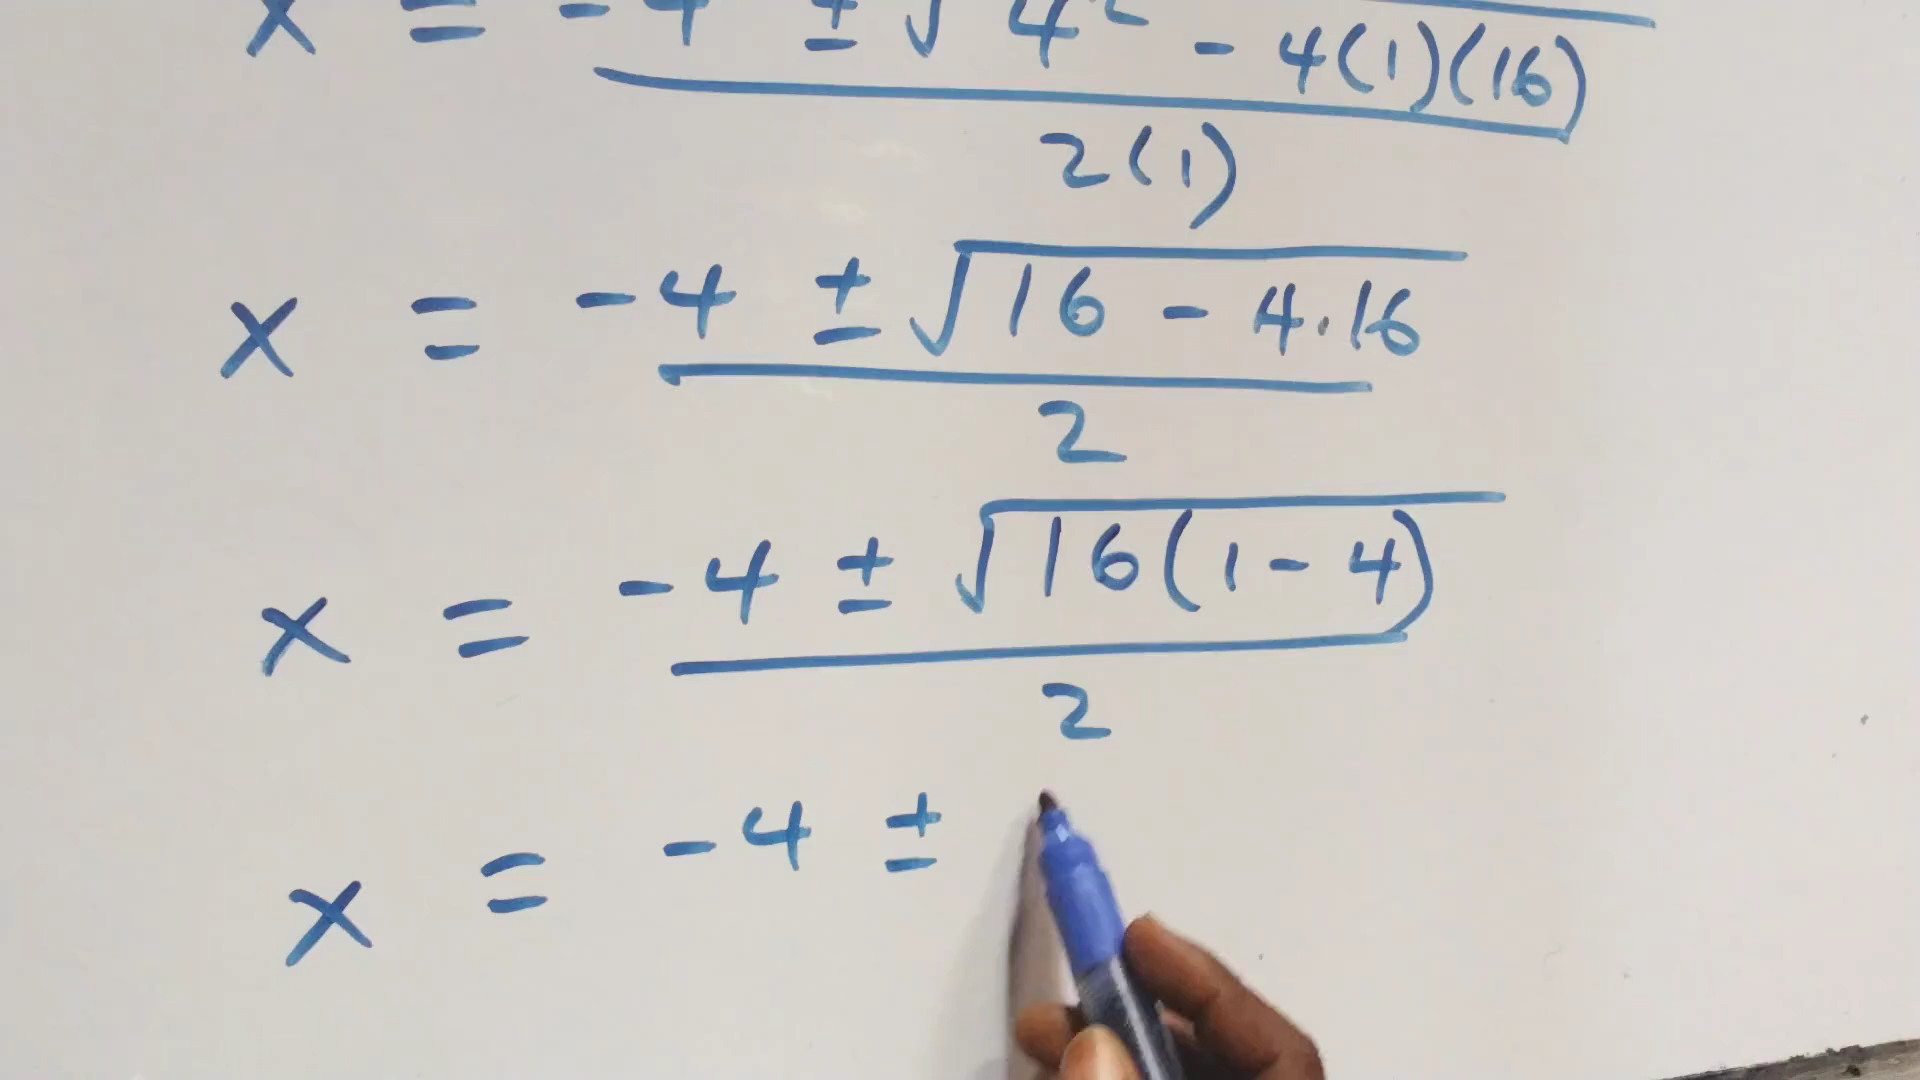 x = -4 ± √4² - 4(1)(16)
2(1)
x = -4 ± √16 - 4.16
2
x = -4 ± √16(1-4)
2
x = -4 ±